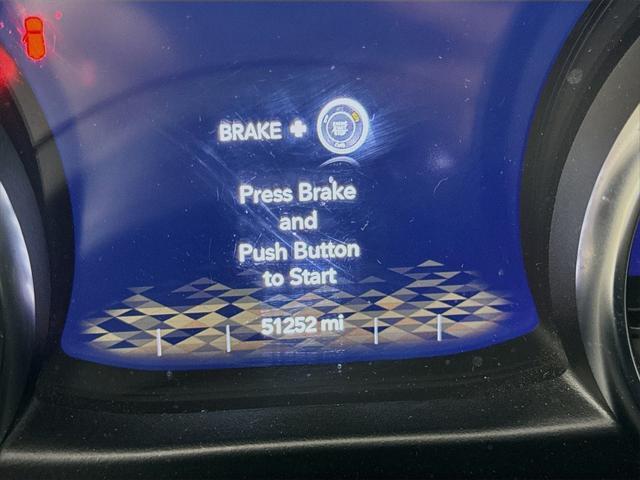 BRAKE +
Press Brake
and
Push Button
to Start
51252 mi